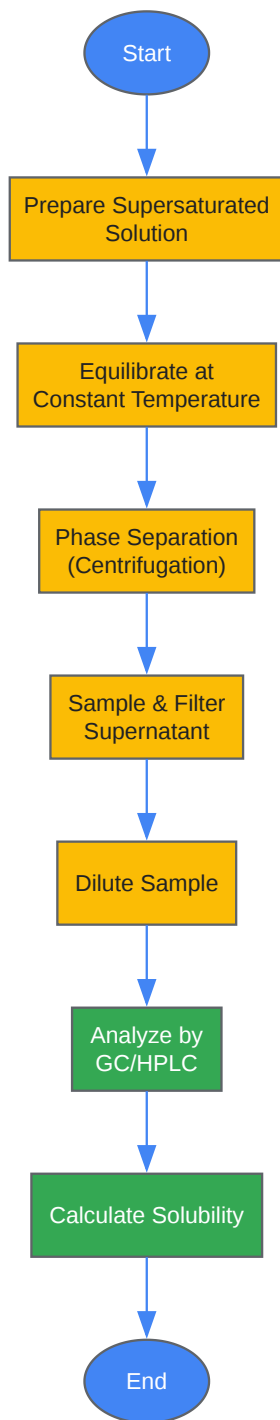 Start
Prepare Supersaturated
Solution
Equilibrate at
Constant Temperature
Phase Separation
(Centrifugation)
Sample & Filter
Supernatant
Dilute Sample
Analyze by
GC/HPLC
Calculate Solubility
End